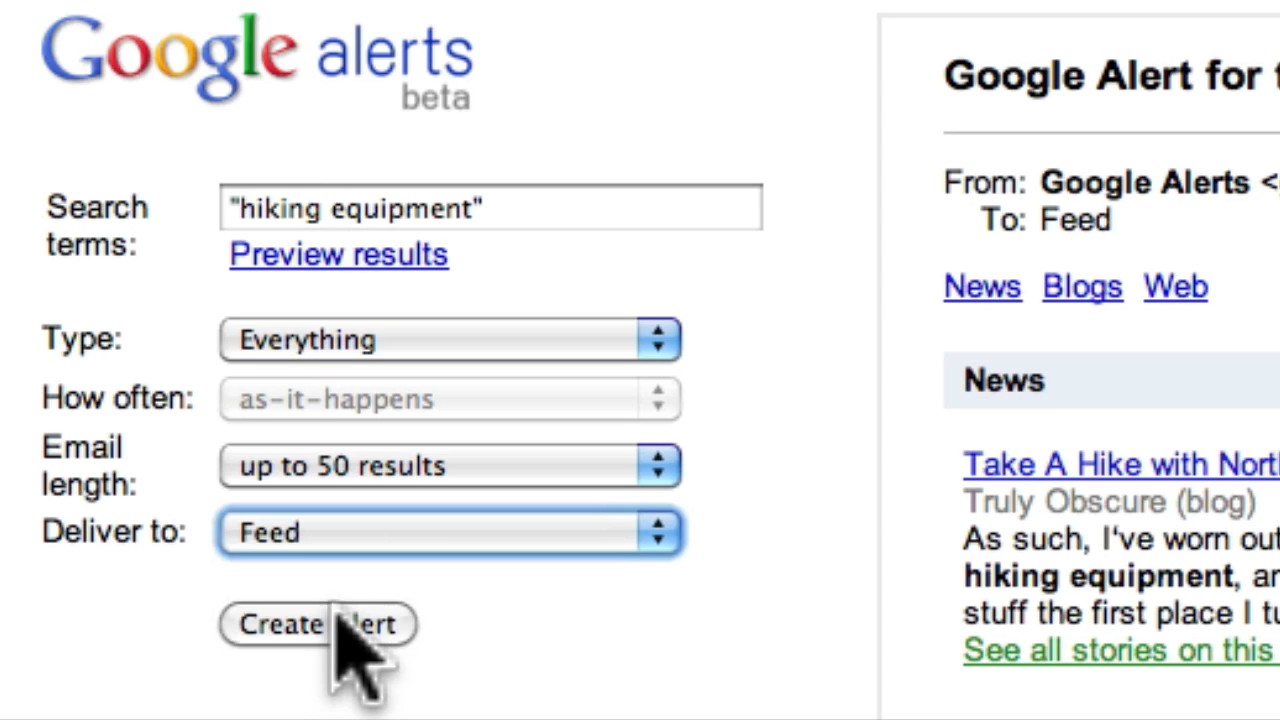 Google alerts
beta
Search
terms:
"hiking equipment"
Preview results
Type:
Everything
How often:
as-it-happens
Email
length:
up to 50 results
Deliver to:
Feed
Create
Google Alert for
From: Google Alerts <
To: Feed
News Blogs Web
News
Take A Hike with
Truly Obscure (blog)
As such, I've worn out
hiking equipment,
stuff the first place I
See all stories on this